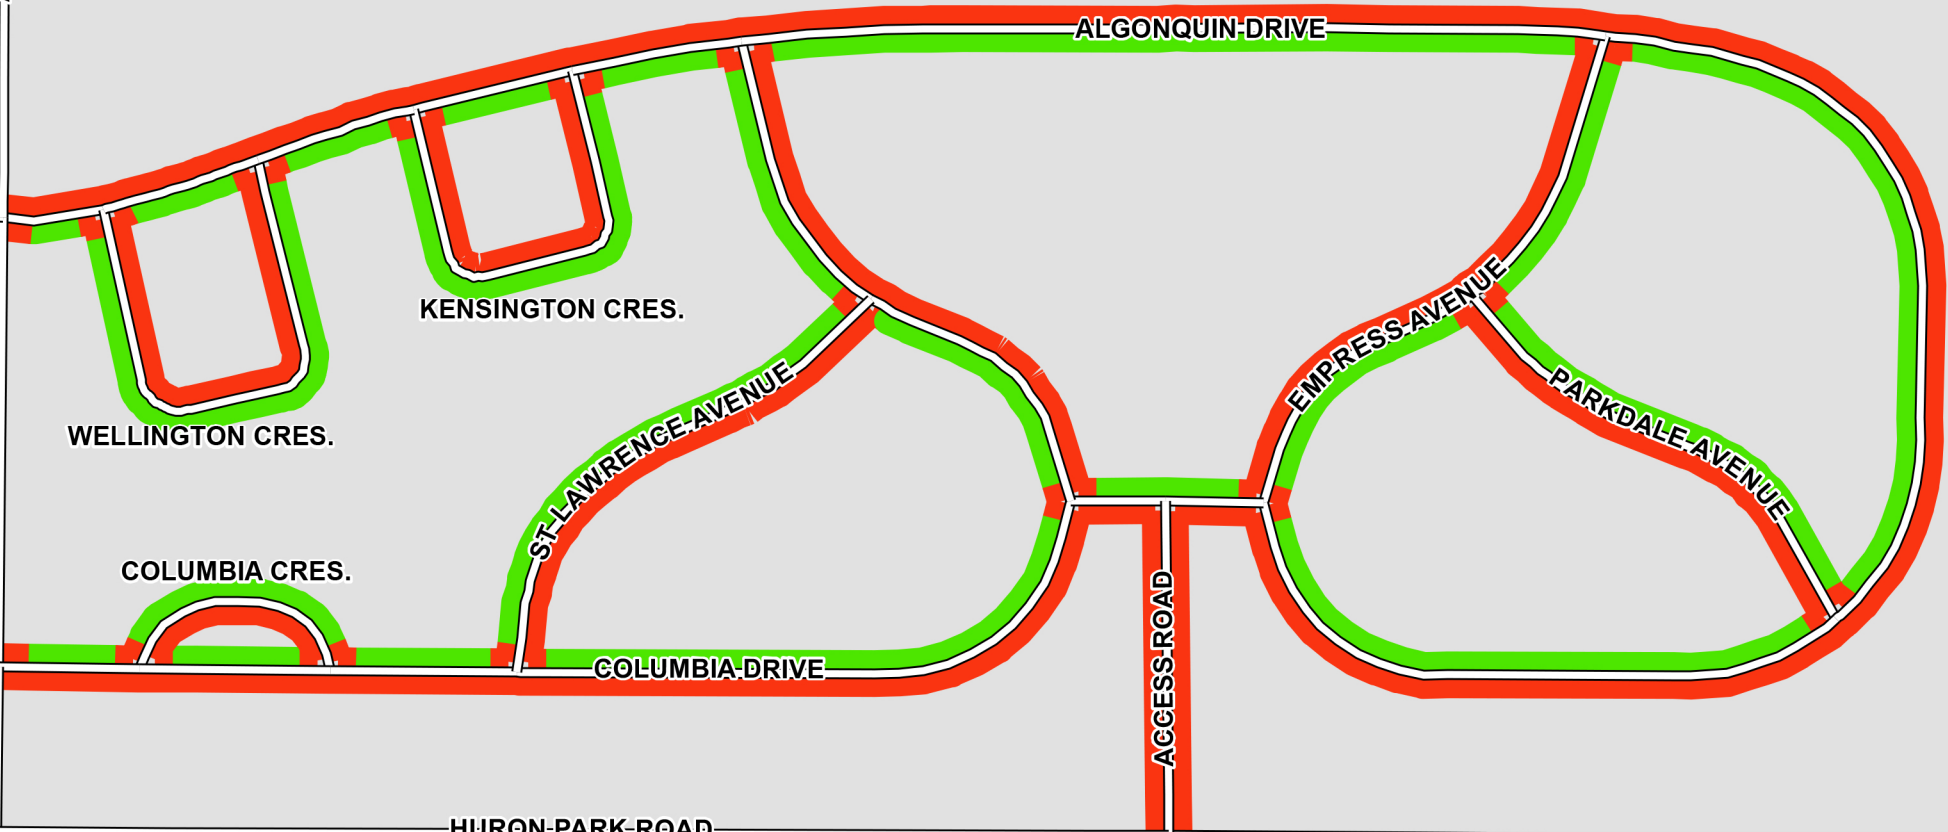 ALGONQUIN DRIVE
KENSINGTON CRES.
EMPRESS AVENUE
WELLINGTON CRES.
ST LAWRENCE AVENUE
PARKDALE AVENUE
COLUMBIA CRES.
COLUMBIA DRIVE
ACCESS ROAD
HURON PARK ROAD